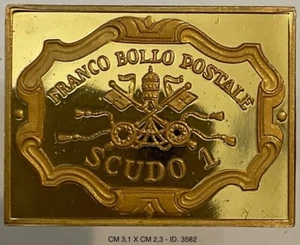 FRANCO BOLLO POSTALE
SCUDO 1
CM 3,1 X CM 2,3 - ID. 3582